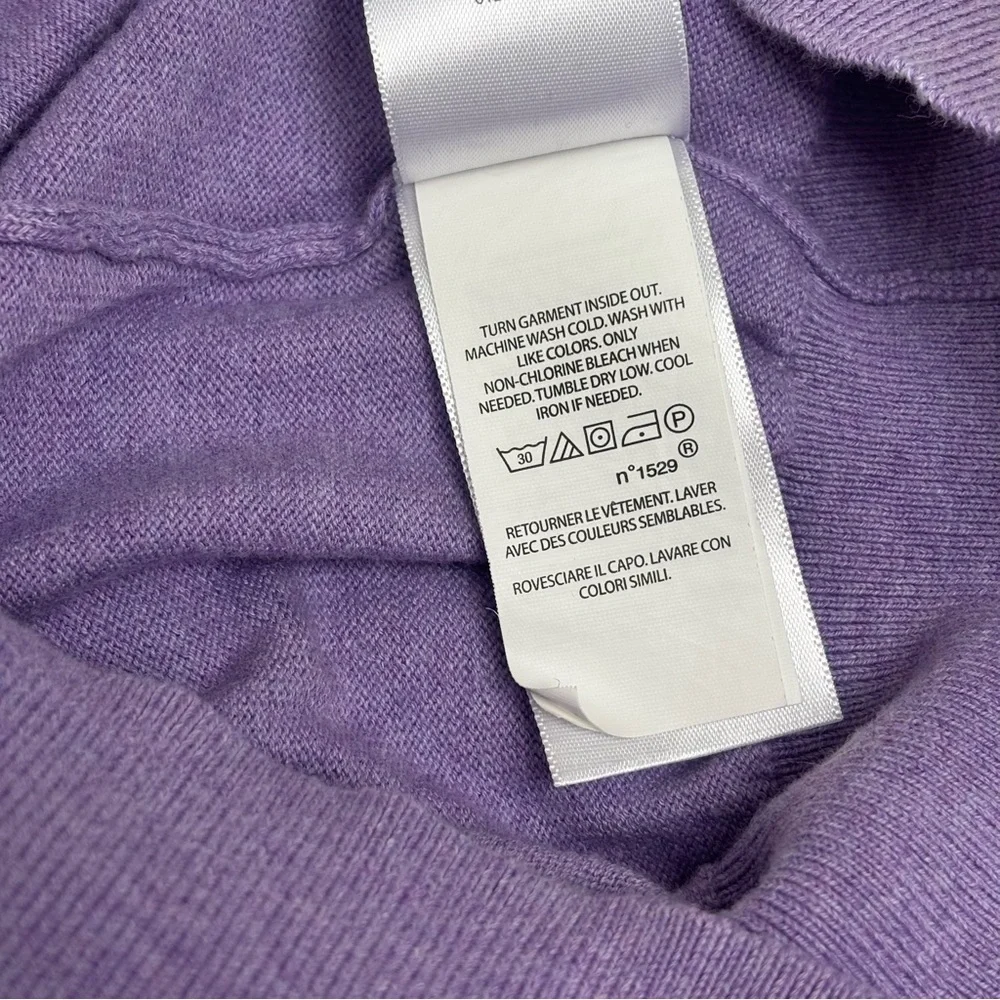 TURN GARMENT INSIDE OUT.
MACHINE WASH COLD. WASH WITH
LIKE COLORS. ONLY
NON-CHLORINE BLEACH WHEN
NEEDED. TUMBLE DRY LOW. COOL
IRON IF NEEDED.
30 P
n°1529 ®
RETOURNER LE VÊTEMENT. LAVER
AVEC DES COULEURS SEMBLABLES.
ROVESCIARE IL CAPO. LAVARE CON
COLORI SIMILI.